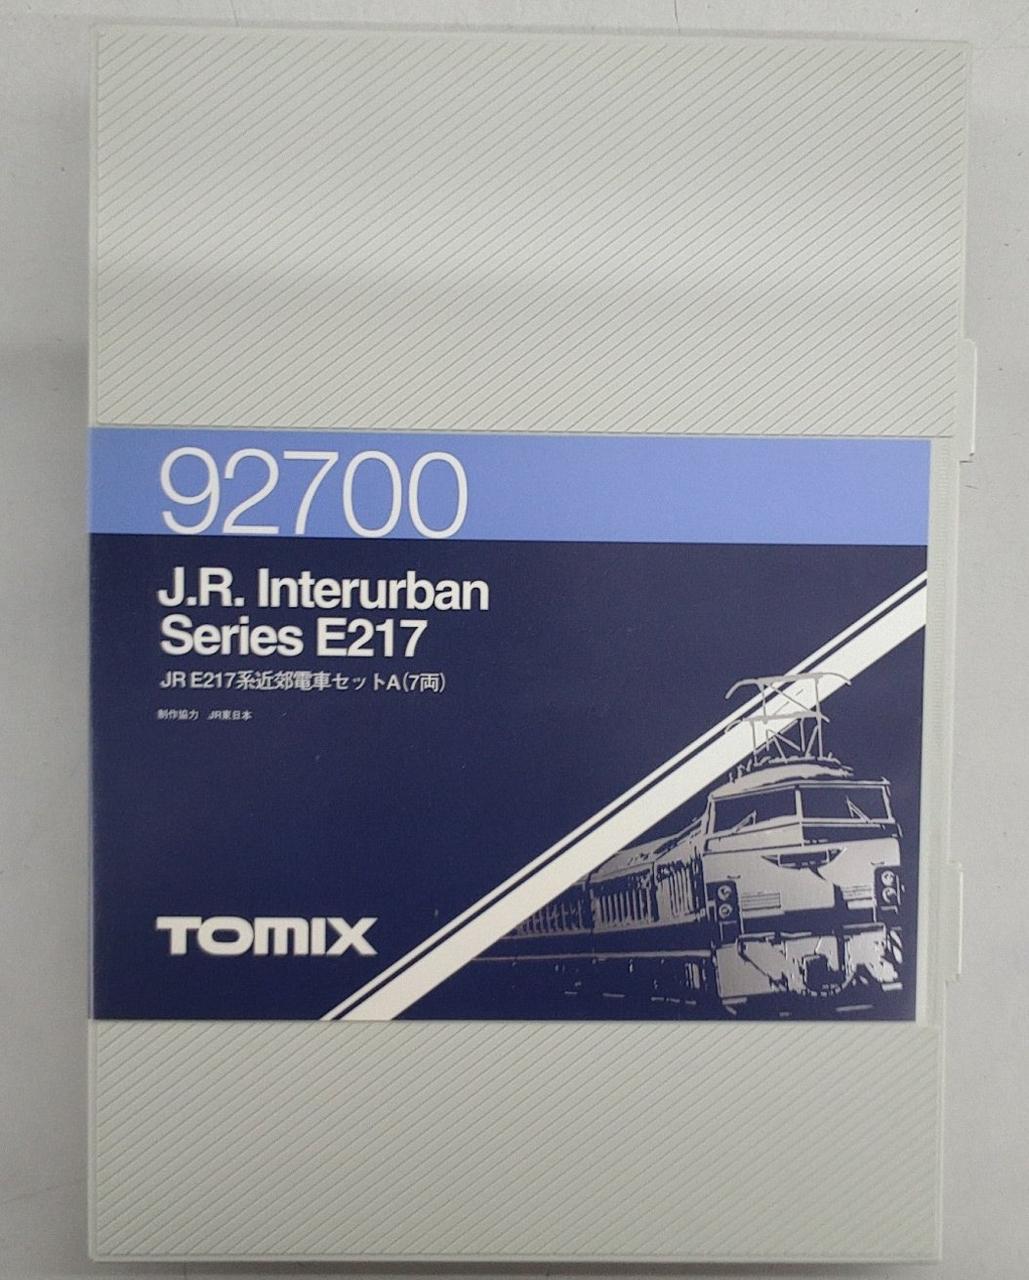 92700
J.R. Interurban
Series E217
JR E217系近郊電車セットA(7両)
制作協力 JR東日本
TOMIX